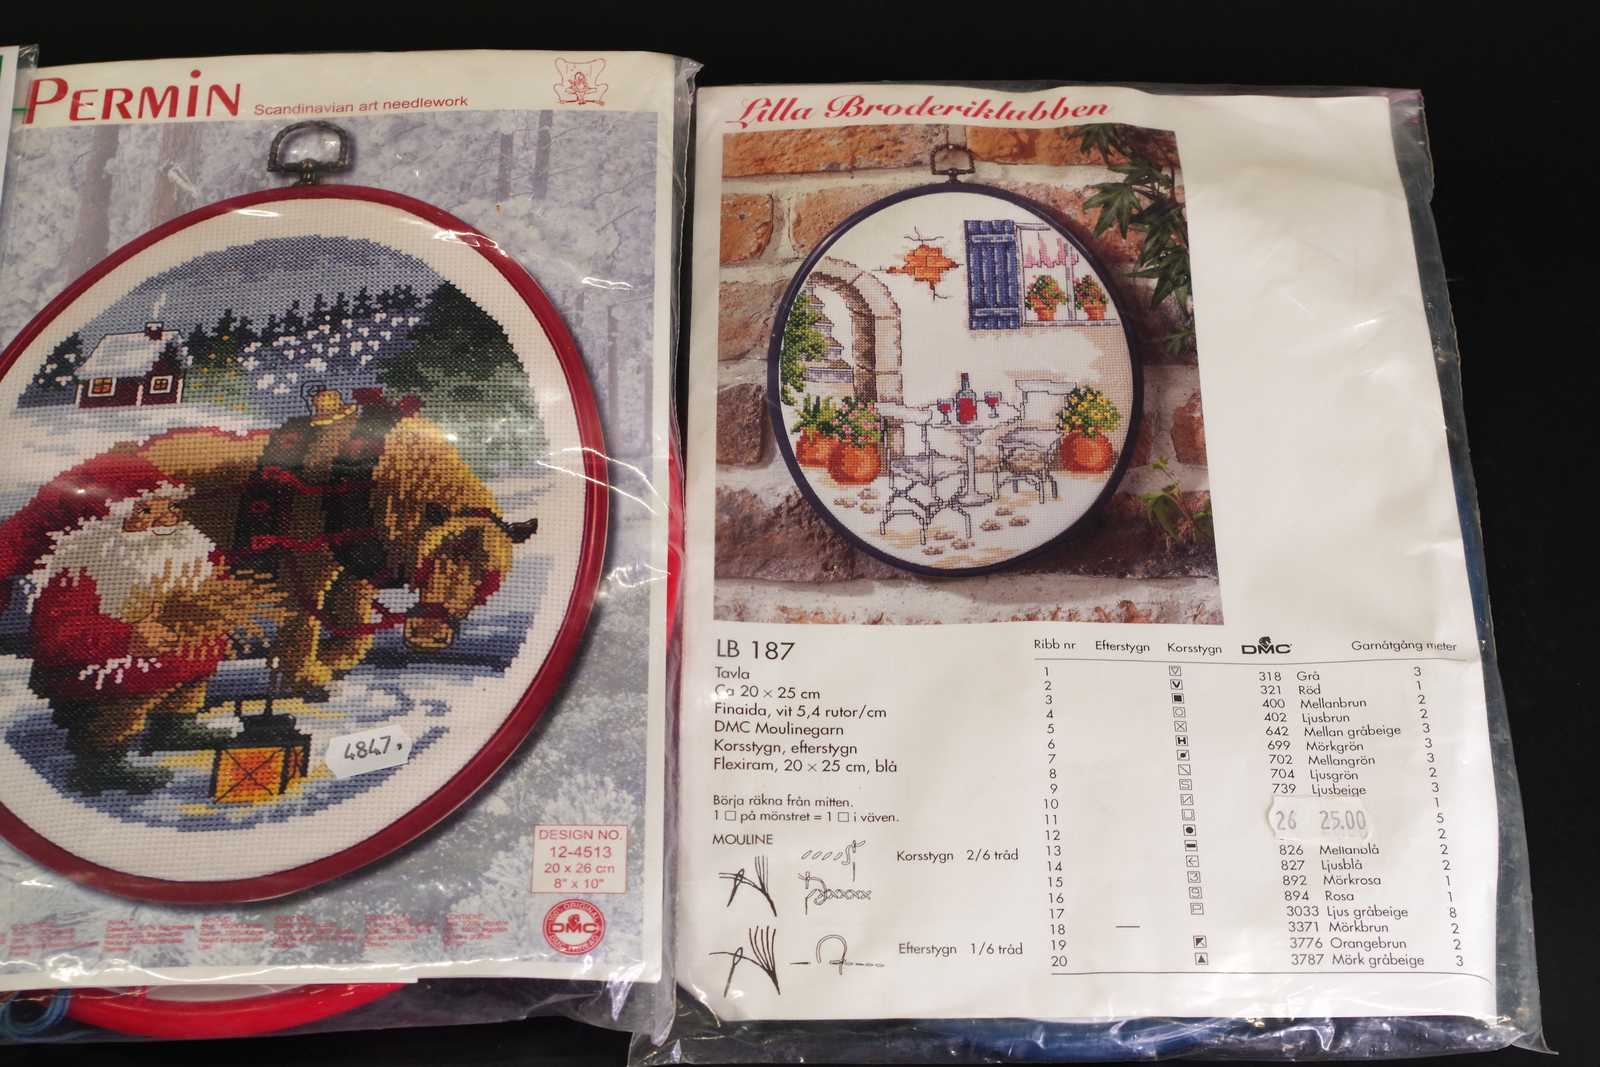 PERMIN
Scandinavian art needlework
4847,
DESIGN NO.
12-4513
20 x 26 cm
8" x 10"
100% ORIGINAL
DMC
Lilla Broderiklubben
LB 187
Tavla
Ca 20 × 25 cm
Finaida, vit 5,4 rutor/cm
DMC Moulinegarn
Korsstygn, efterstygn
Flexiram, 20 × 25 cm, blå
Börja räkna från mitten.
1 □ på mönstret = 1 □ i väven.
MOULINE
Korsstygn 2/6 tråd
Efterstygn 1/6 tråd
Ribb nr Efterstygn Korsstygn DMC Garnåtgång meter
1 318 Grå 3
2 321 Röd 1
3 400 Mellanbrun 2
4 402 Ljusbrun 2
5 642 Mellan gråbeige 3
6 699 Mörkgrön 3
7 702 Mellangrön 3
8 704 Ljusgrön 2
9 739 Ljusbeige 3
10 1
11 5
12 2
26 25.00
13 826 Mellanblå 2
14 827 Ljusblå 2
15 892 Mörkrosa 1
16 894 Rosa 1
17 3033 Ljus gråbeige 8
18 — 3371 Mörkbrun 2
19 3776 Orangebrun 2
20 3787 Mörk gråbeige 3